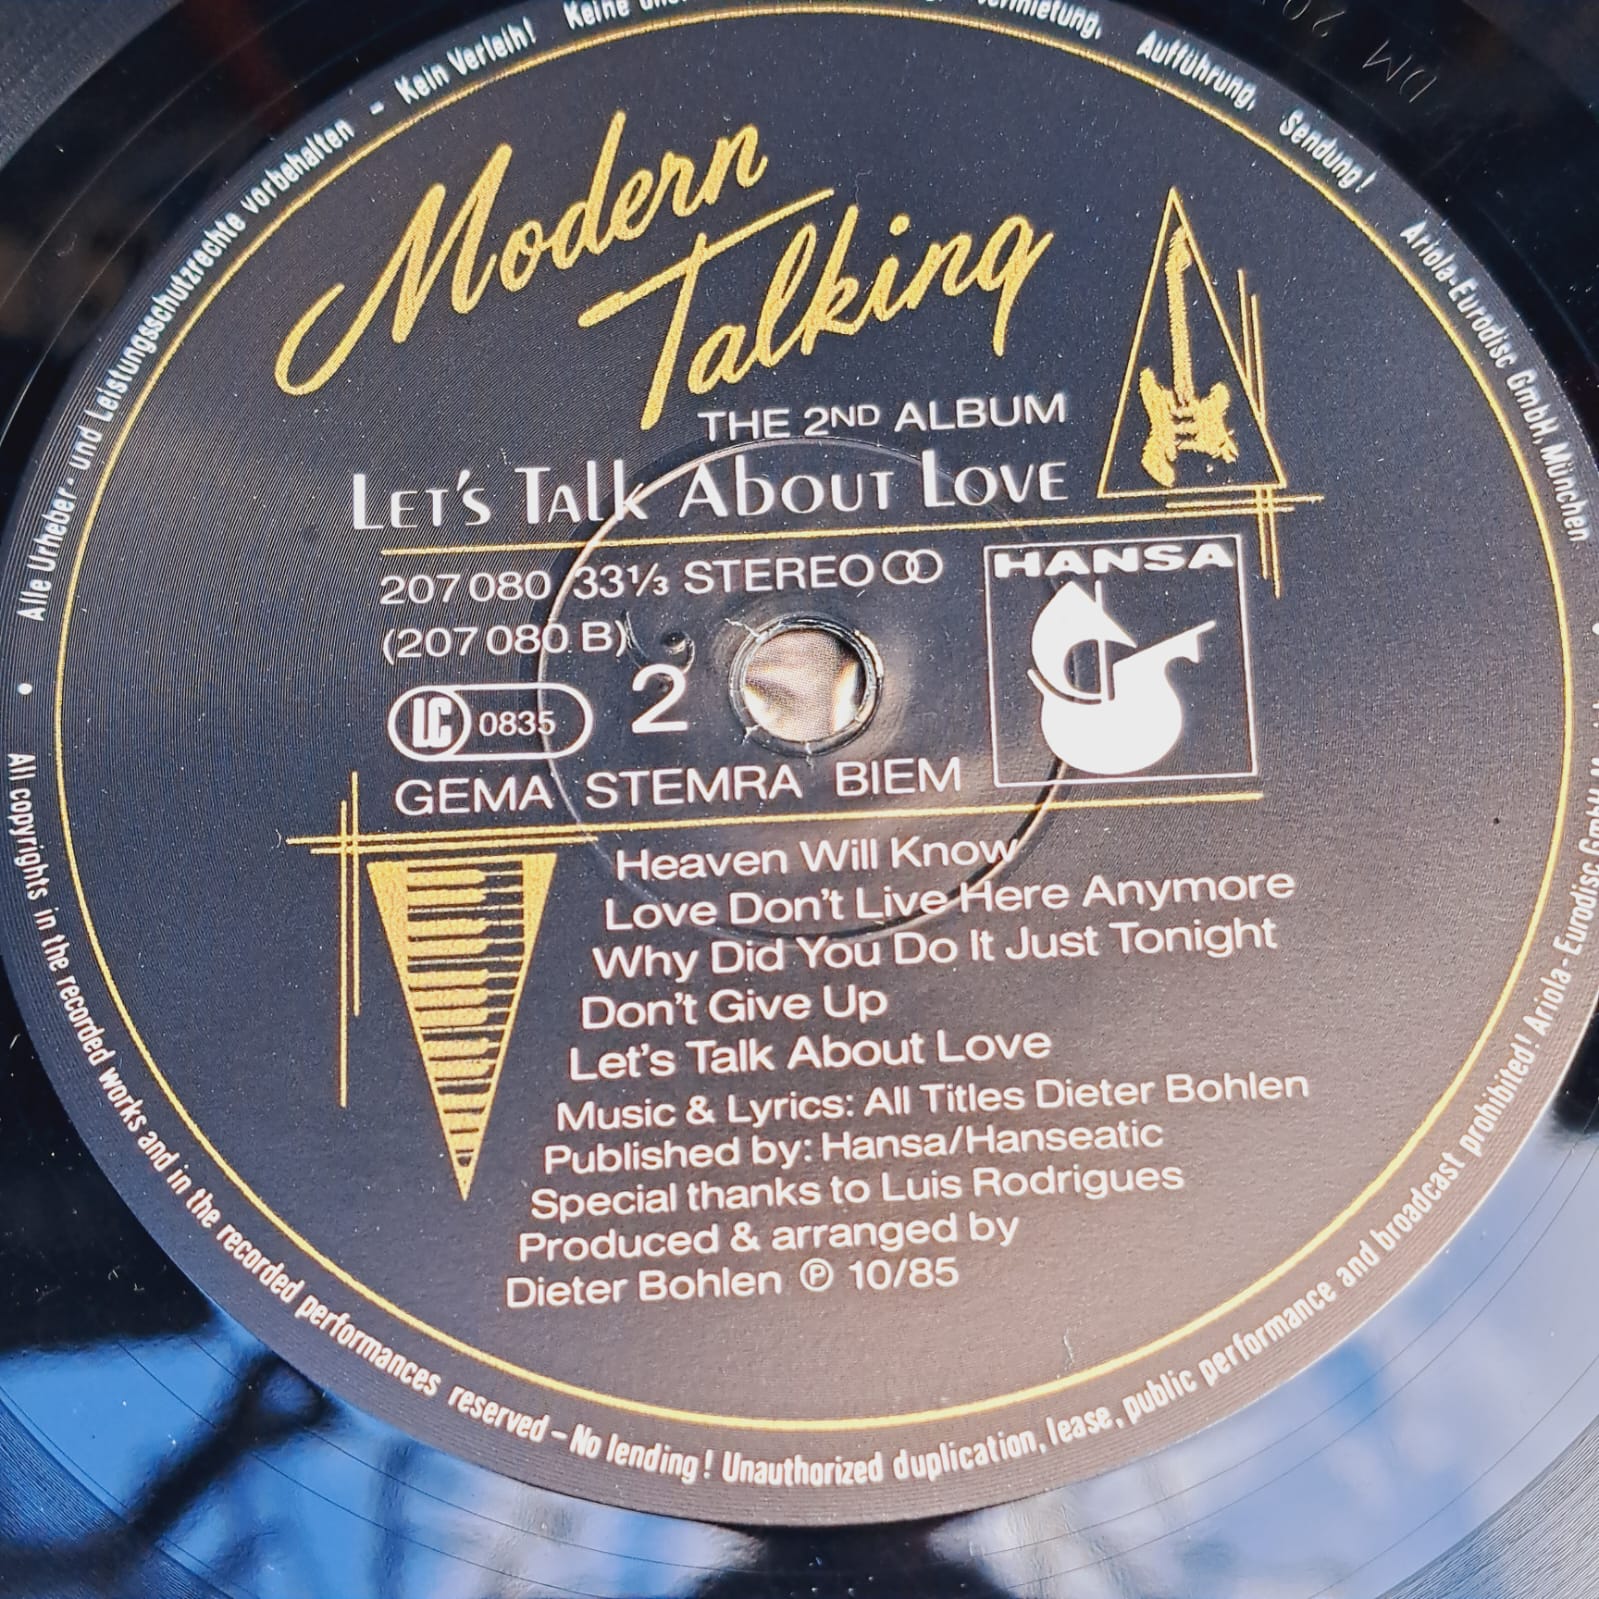 Modern
Talking
THE 2ND ALBUM
LET'S TALK ABOUT LOVE
207 080 33⅓ STEREO
(207 080 B)
LC 0835
2
HANSA
GEMA STEMRA BIEM
Heaven Will Know
Love Don't Live Here Anymore
Why Did You Do It Just Tonight
Don't Give Up
Let's Talk About Love
Music & Lyrics: All Titles Dieter Bohlen
Published by: Hansa/Hanseatic
Special thanks to Luis Rodrigues
Produced & arranged by
Dieter Bohlen ℗ 10/85
Alle Urheber- und Leistungsschutzrechte vorbehalten - Kein Verleih! Keine Aufführung, Sendung! Ariola-Eurodisc GmbH, München
All copyrights in the recorded works and in the recorded performances reserved – No lending! Unauthorized duplication, lease, public performance and broadcast prohibited! Ariola-Eurodisc GmbH
DM